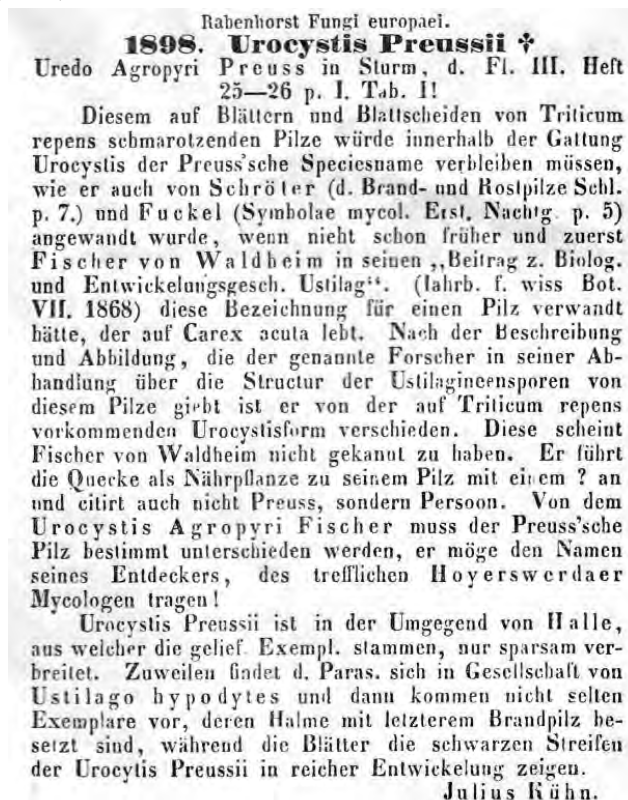 Rabenhorst Fungi europaei.
1898. Urocystis Preussii †
Uredo Agropyri Preuss in Sturm, d. Fl. III. Heft
25—26 p. I. Tab. I!
Diesem auf Blättern und Blattscheiden von Triticum
repens schmarotzenden Pilze würde innerhalb der Gattung
Urocystis der Preuss'sche Speciesname verbleiben müssen,
wie er auch von Schröter (d. Brand- und Rostpilze Schl.
p. 7.) und Fuckel (Symbolae mycol. Erst. Nachtg. p. 5)
angewandt wurde, wenn nieht schon früher und zuerst
Fischer von Waldheim in seinen „Beitrag z. Biolog.
und Entwickelungsgesch. Ustilag“. (Iahrb. f. wiss Bot.
VII. 1868) diese Bezeichnung für einen Pilz verwandt
hätte, der auf Carex acuta lebt. Nach der Beschreibung
und Abbildung, die der genannte Forscher in seiner Ab-
handlung über die Structur der Ustilagineensporen von
diesem Pilze giebt ist er von der auf Triticum repens
vorkommenden Urocystisform verschieden. Diese scheint
Fischer von Waldheim nicht gekannt zu haben. Er führt
die Quecke als Nährpflanze zu seinem Pilz mit einem ? an
und citirt auch nicht Preuss, sondern Persoon. Von dem
Urocystis Agropyri Fischer muss der Preuss'sche
Pilz bestimmt unterschieden werden, er möge den Namen
seines Entdeckers, des trefflichen Hoyerswerdaer
Mycologen tragen!
Urocystis Preussii ist in der Umgegend von Halle,
aus welcher die gelief. Exempl. stammen, nur sparsam ver-
breitet. Zuweilen findet d. Paras. sich in Gesellschaft von
Ustilago hypodytes und dann kommen nicht selten
Exemplare vor, deren Halme mit letzterem Brandpilz be-
setzt sind, während die Blätter die schwarzen Streifen
der Urocytis Preussii in reicher Entwickelung zeigen.
Julius Kühn.